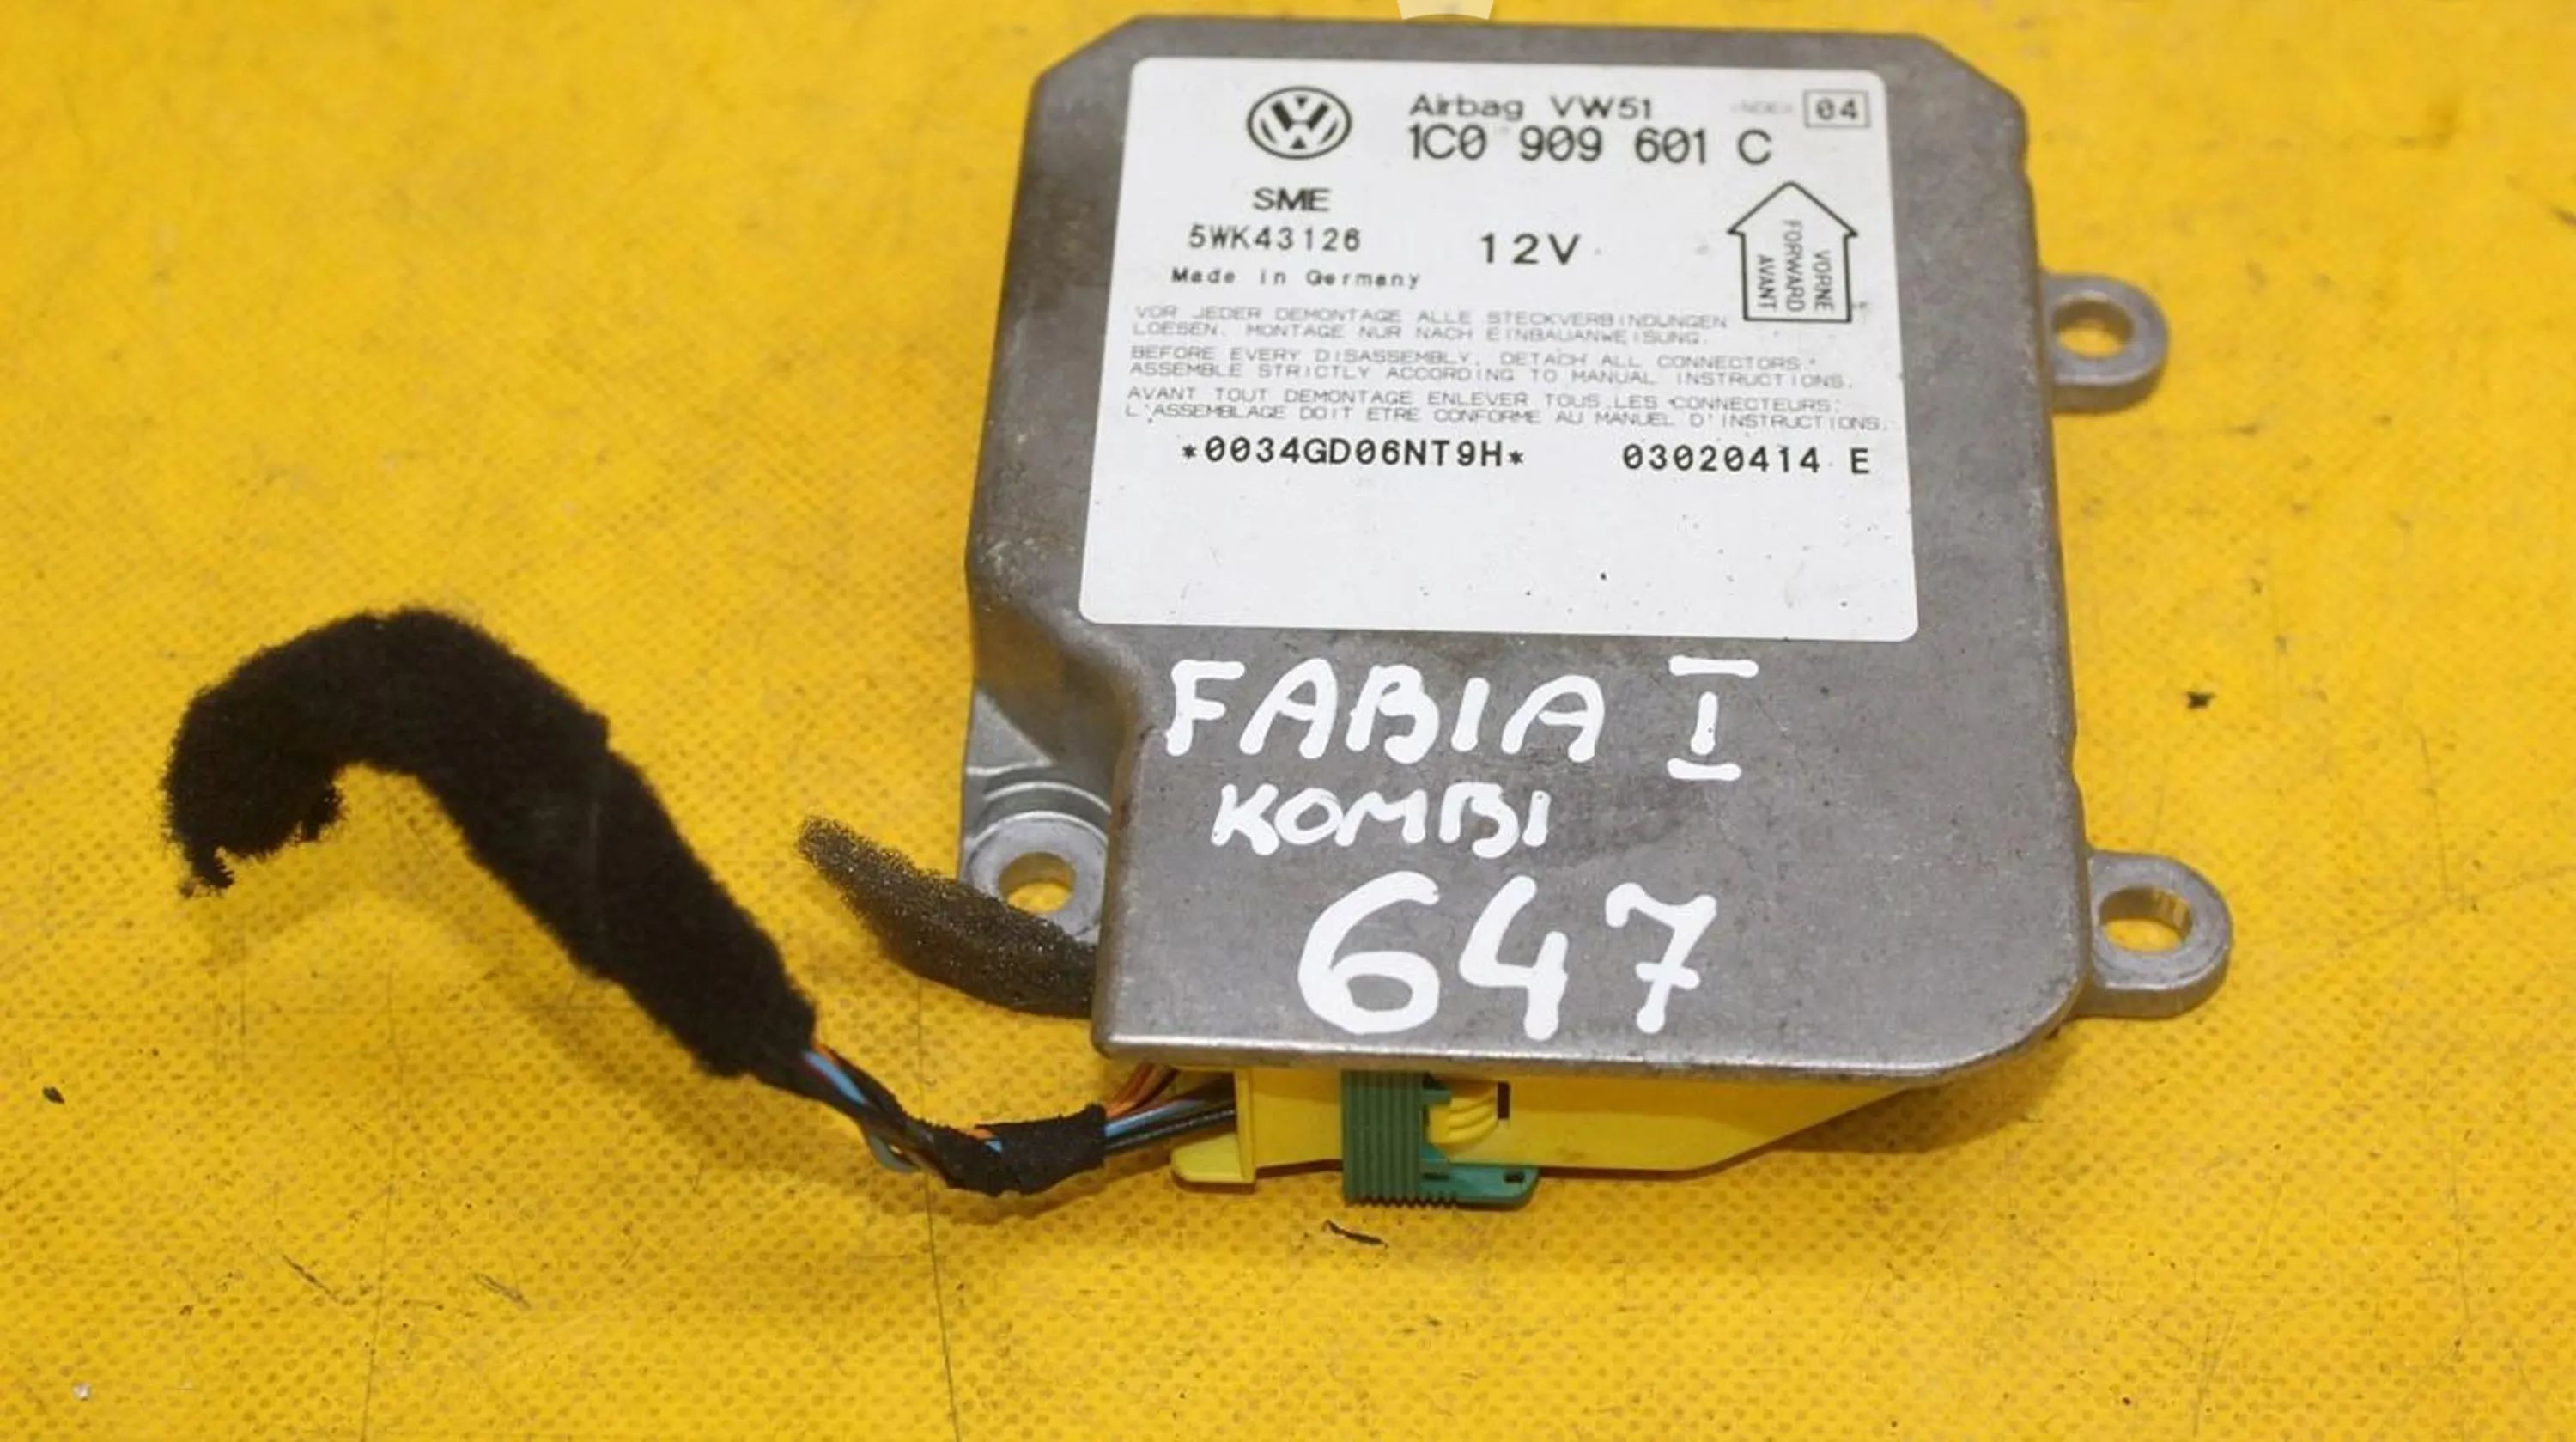 Airbag VW51
INDEX 04
1C0 909 601 C
SME
5WK43126
12V
Made in Germany
VORNE
FORWARD
AVANT
VOR JEDER DEMONTAGE ALLE STECKVERBINDUNGEN
LOESEN. MONTAGE NUR NACH EINBAUANWEISUNG.
BEFORE EVERY DISASSEMBLY, DETACH ALL CONNECTORS.
ASSEMBLE STRICTLY ACCORDING TO MANUAL INSTRUCTIONS.
AVANT TOUT DEMONTAGE ENLEVER TOUS LES CONNECTEURS;
L'ASSEMBLAGE DOIT ETRE CONFORME AU MANUEL D'INSTRUCTIONS.
*0034GD06NT9H* 03020414 E
FABIA I
KOMBI
647